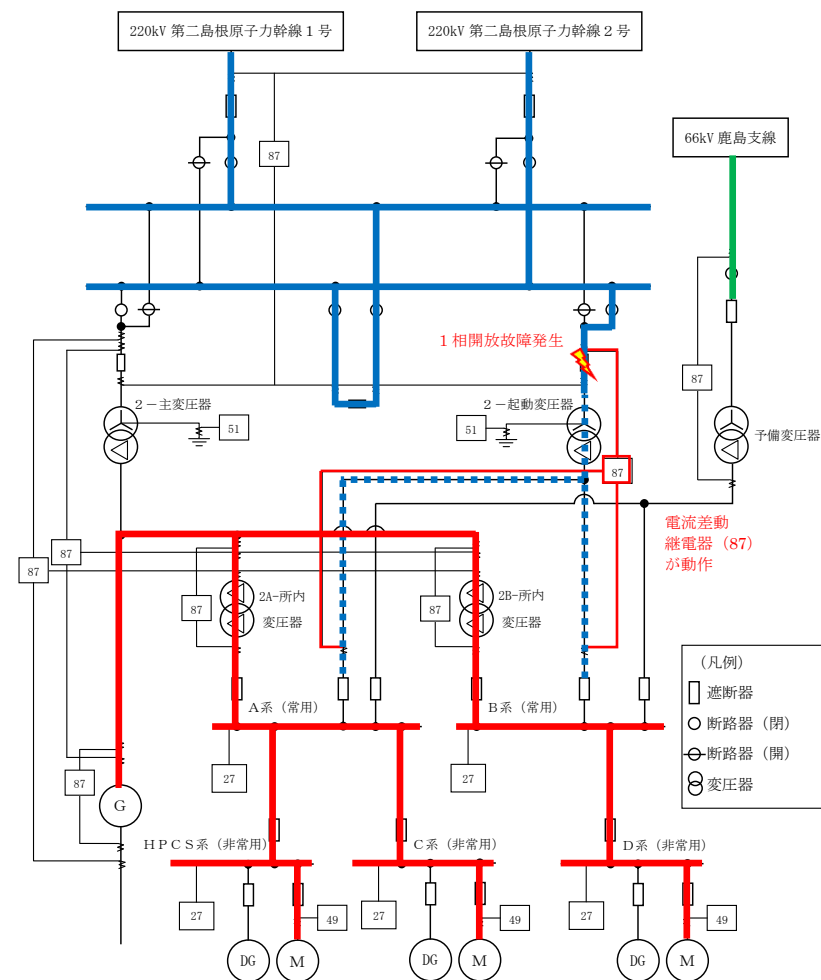 220kV 第二島根原子力幹線1号
220kV 第二島根原子力幹線2号
66kV 鹿島支線
87
1相開放故障発生
87
2-主変圧器
51
2-起動変圧器
51
予備変圧器
87
電流差動
継電器(87)
が動作
87
87
87
2A-所内
変圧器
87
2B-所内
変圧器
A系(常用)
B系(常用)
27
27
87
G
HPCS系(非常用)
C系(非常用)
D系(非常用)
27
49
27
49
27
49
DG
M
DG
M
DG
M
(凡例)
遮断器
断路器(閉)
断路器(開)
変圧器